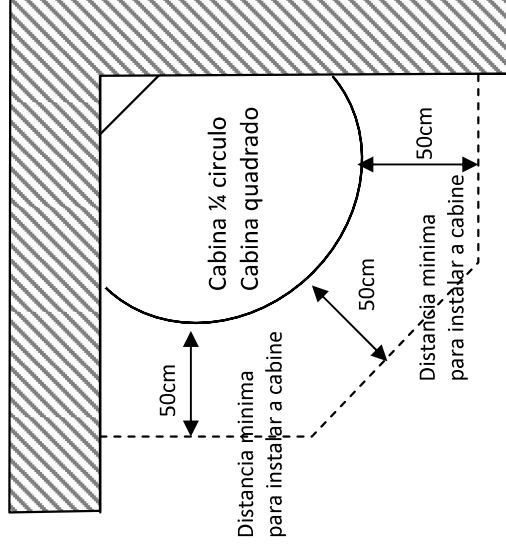 Cabina ¼ circulo
Cabina quadrado
50cm
50cm
50cm
Distancia minima
para instalar a cabine
Distancia minima
para instalar a cabine